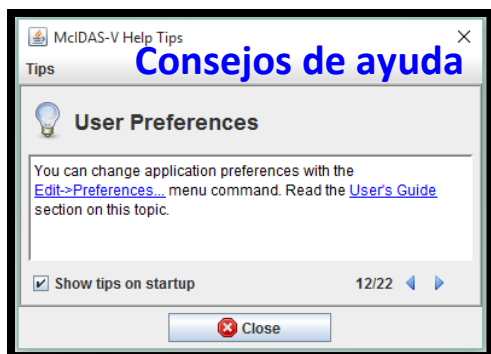 McIDAS-V Help Tips
Consejos de ayuda
Tips
User Preferences
You can change application preferences with the
Edit->Preferences... menu command. Read the User's Guide
section on this topic.
Show tips on startup
12/22
Close